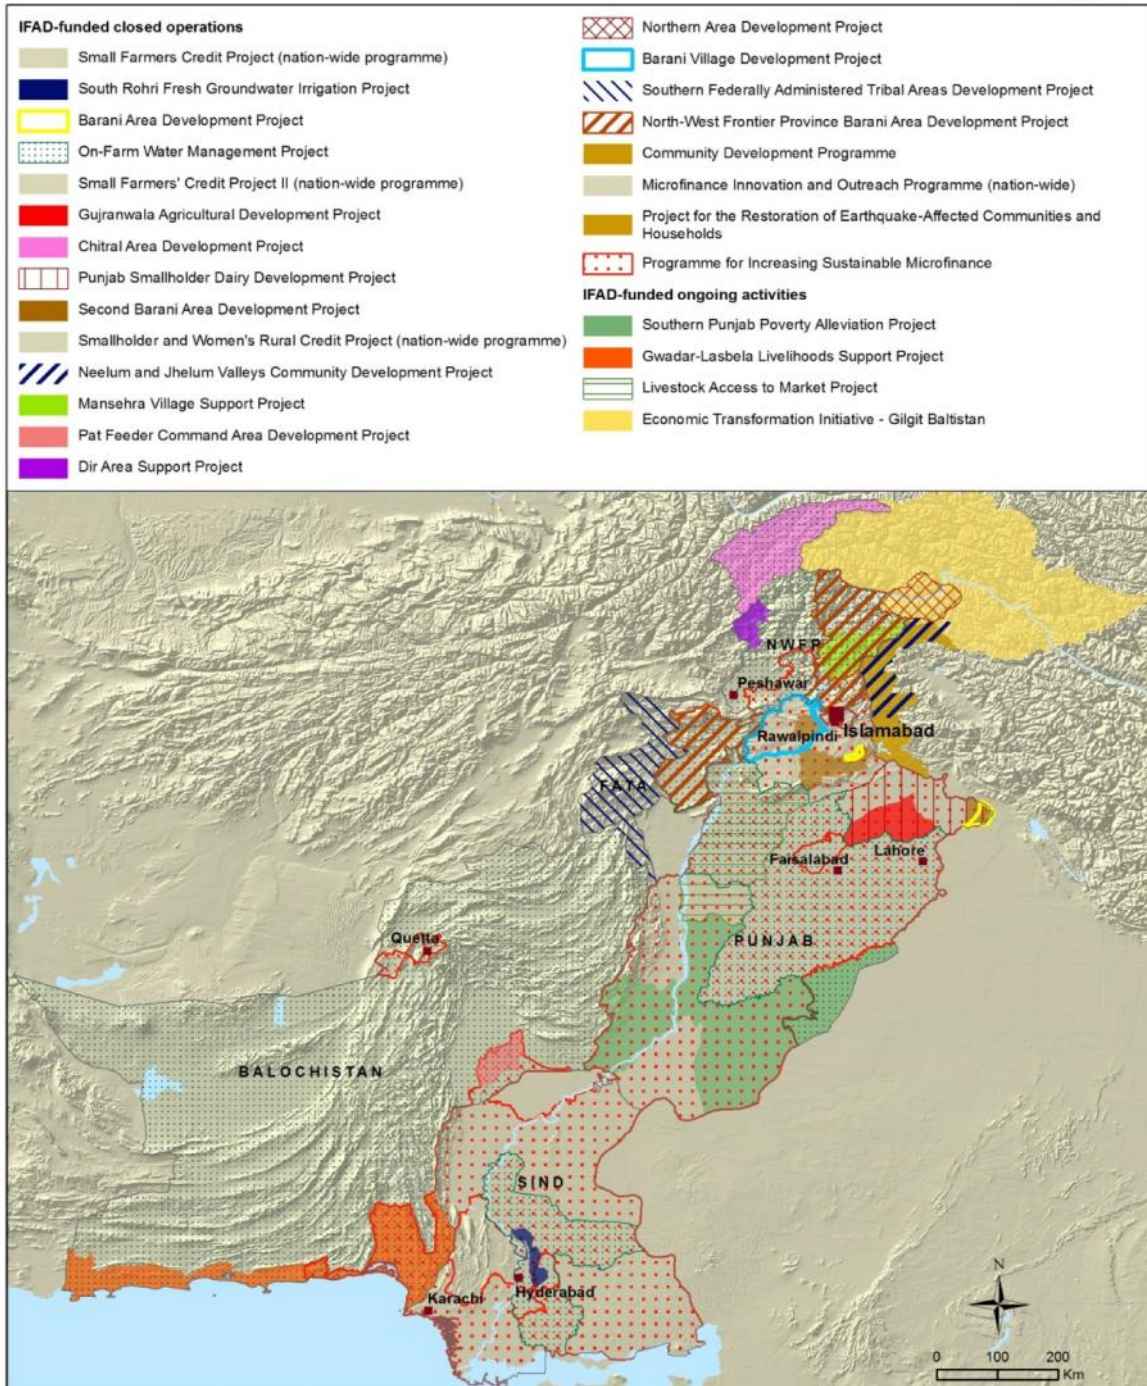 IFAD-funded closed operations
Small Farmers Credit Project (nation-wide programme)
South Rohri Fresh Groundwater Irrigation Project
Barani Area Development Project
On-Farm Water Management Project
Small Farmers' Credit Project II (nation-wide programme)
Gujranwala Agricultural Development Project
Chitral Area Development Project
Punjab Smallholder Dairy Development Project
Second Barani Area Development Project
Smallholder and Women's Rural Credit Project (nation-wide programme)
Neelum and Jhelum Valleys Community Development Project
Mansehra Village Support Project
Pat Feeder Command Area Development Project
Dir Area Support Project
Northern Area Development Project
Barani Village Development Project
Southern Federally Administered Tribal Areas Development Project
North-West Frontier Province Barani Area Development Project
Community Development Programme
Microfinance Innovation and Outreach Programme (nation-wide)
Project for the Restoration of Earthquake-Affected Communities and
Households
Programme for Increasing Sustainable Microfinance
IFAD-funded ongoing activities
Southern Punjab Poverty Alleviation Project
Gwadar-Lasbela Livelihoods Support Project
Livestock Access to Market Project
Economic Transformation Initiative - Gilgit Baltistan
NWFP
Peshawar
Islamabad
Rawalpindi
FATA
Lahore
Faisalabad
Quetta
PUNJAB
BALOCHISTAN
SIND
Hyderabad
Karachi
N
0 100 200
Km